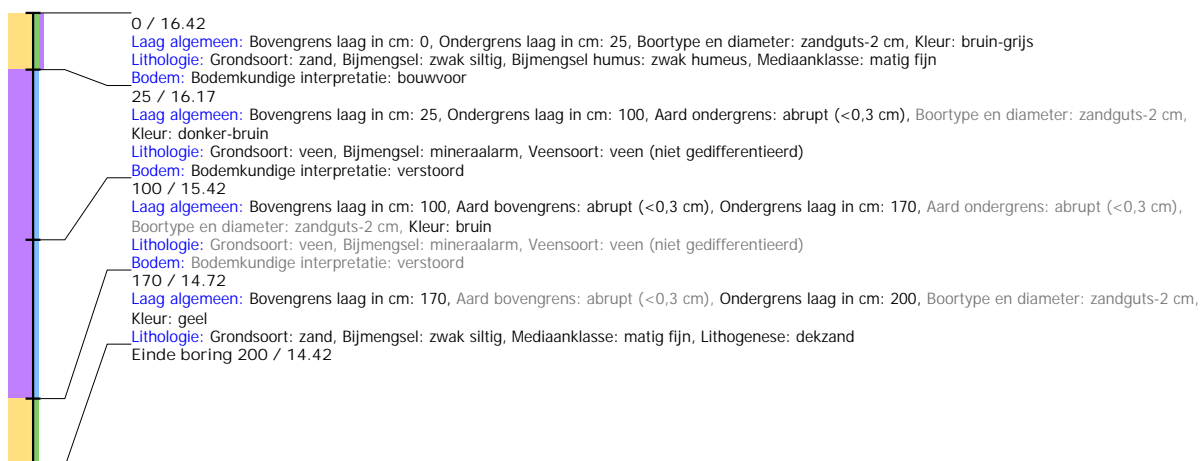 0 / 16.42
Laag algemeen: Bovengrens laag in cm: 0, Ondergrens laag in cm: 25, Boortype en diameter: zandguts-2 cm, Kleur: bruin-grijs
Lithologie: Grondsoort: zand, Bijmengsel: zwak siltig, Bijmengsel humus: zwak humeus, Mediaanklasse: matig fijn
Bodem: Bodemkundige interpretatie: bouwvoor
25 / 16.17
Laag algemeen: Bovengrens laag in cm: 25, Ondergrens laag in cm: 100, Aard ondergrens: abrupt (<0,3 cm), Boortype en diameter: zandguts-2 cm,
Kleur: donker-bruin
Lithologie: Grondsoort: veen, Bijmengsel: mineraalarm, Veensoort: veen (niet gedifferentieerd)
Bodem: Bodemkundige interpretatie: verstoord
100 / 15.42
Laag algemeen: Bovengrens laag in cm: 100, Aard bovengrens: abrupt (<0,3 cm), Ondergrens laag in cm: 170, Aard ondergrens: abrupt (<0,3 cm),
Boortype en diameter: zandguts-2 cm, Kleur: bruin
Lithologie: Grondsoort: veen, Bijmengsel: mineraalarm, Veensoort: veen (niet gedifferentieerd)
Bodem: Bodemkundige interpretatie: verstoord
170 / 14.72
Laag algemeen: Bovengrens laag in cm: 170, Aard bovengrens: abrupt (<0,3 cm), Ondergrens laag in cm: 200, Boortype en diameter: zandguts-2 cm,
Kleur: geel
Lithologie: Grondsoort: zand, Bijmengsel: zwak siltig, Mediaanklasse: matig fijn, Lithogenese: dekzand
Einde boring 200 / 14.42